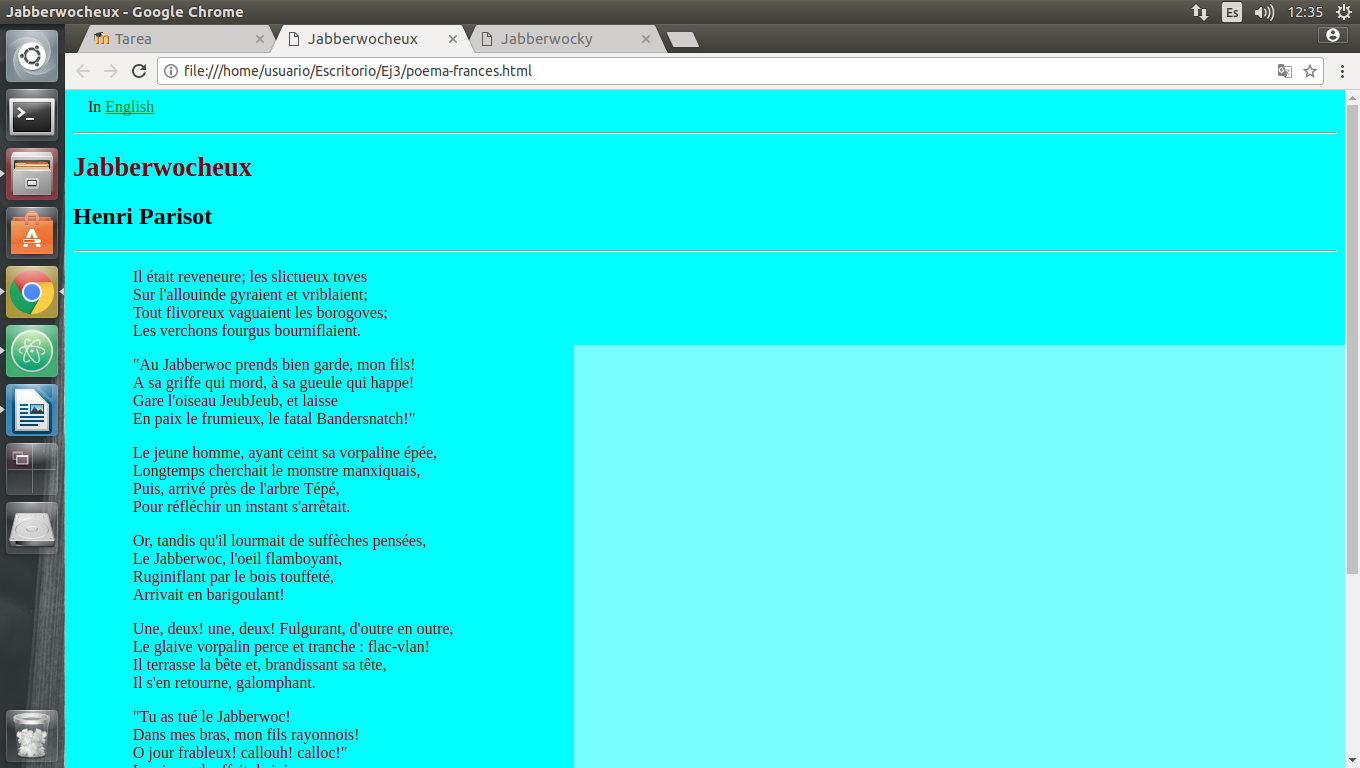 Jabberwocheux - Google Chrome
Es
12:35
Tarea
Jabberwocheux
Jabberwocky
file:///home/usuario/Escritorio/Ej3/poema-frances.html
In English
Jabberwocheux
Henri Parisot
Il était reveneure; les slictueux toves
Sur l'allouinde gyraient et vriblaient;
Tout flivoreux vaguaient les borogoves;
Les verchons fourgus bourniflaient.
"Au Jabberwoc prends bien garde, mon fils!
A sa griffe qui mord, à sa gueule qui happe!
Gare l'oiseau JeubJeub, et laisse
En paix le frumieux, le fatal Bandersnatch!"
Le jeune homme, ayant ceint sa vorpaline épée,
Longtemps cherchait le monstre manxiquais,
Puis, arrivé près de l'arbre Tépé,
Pour réfléchir un instant s'arrêtait.
Or, tandis qu'il lourmait de suffèches pensées,
Le Jabberwoc, l'oeil flamboyant,
Ruginiflant par le bois touffeté,
Arrivait en barigoulant!
Une, deux! une, deux! Fulgurant, d'outre en outre,
Le glaive vorpalin perce et tranche : flac-vlan!
Il terrasse la bête et, brandissant sa tête,
Il s'en retourne, galomphant.
"Tu as tué le Jabberwoc!
Dans mes bras, mon fils rayonnois!
O jour frableux! callouh! calloc!"